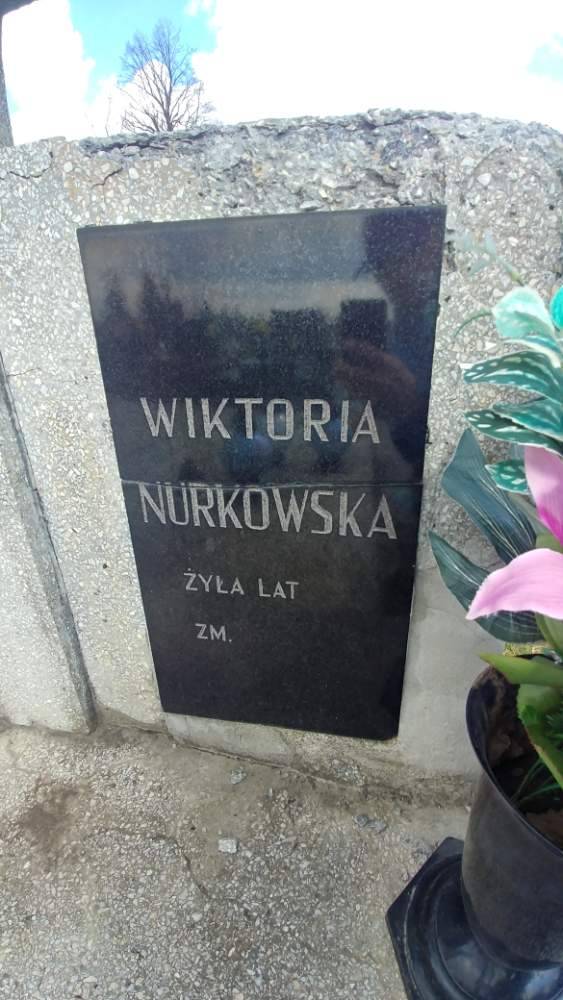 WIKTORIA
NURKOWSKA
ŻYŁA LAT
ZM.